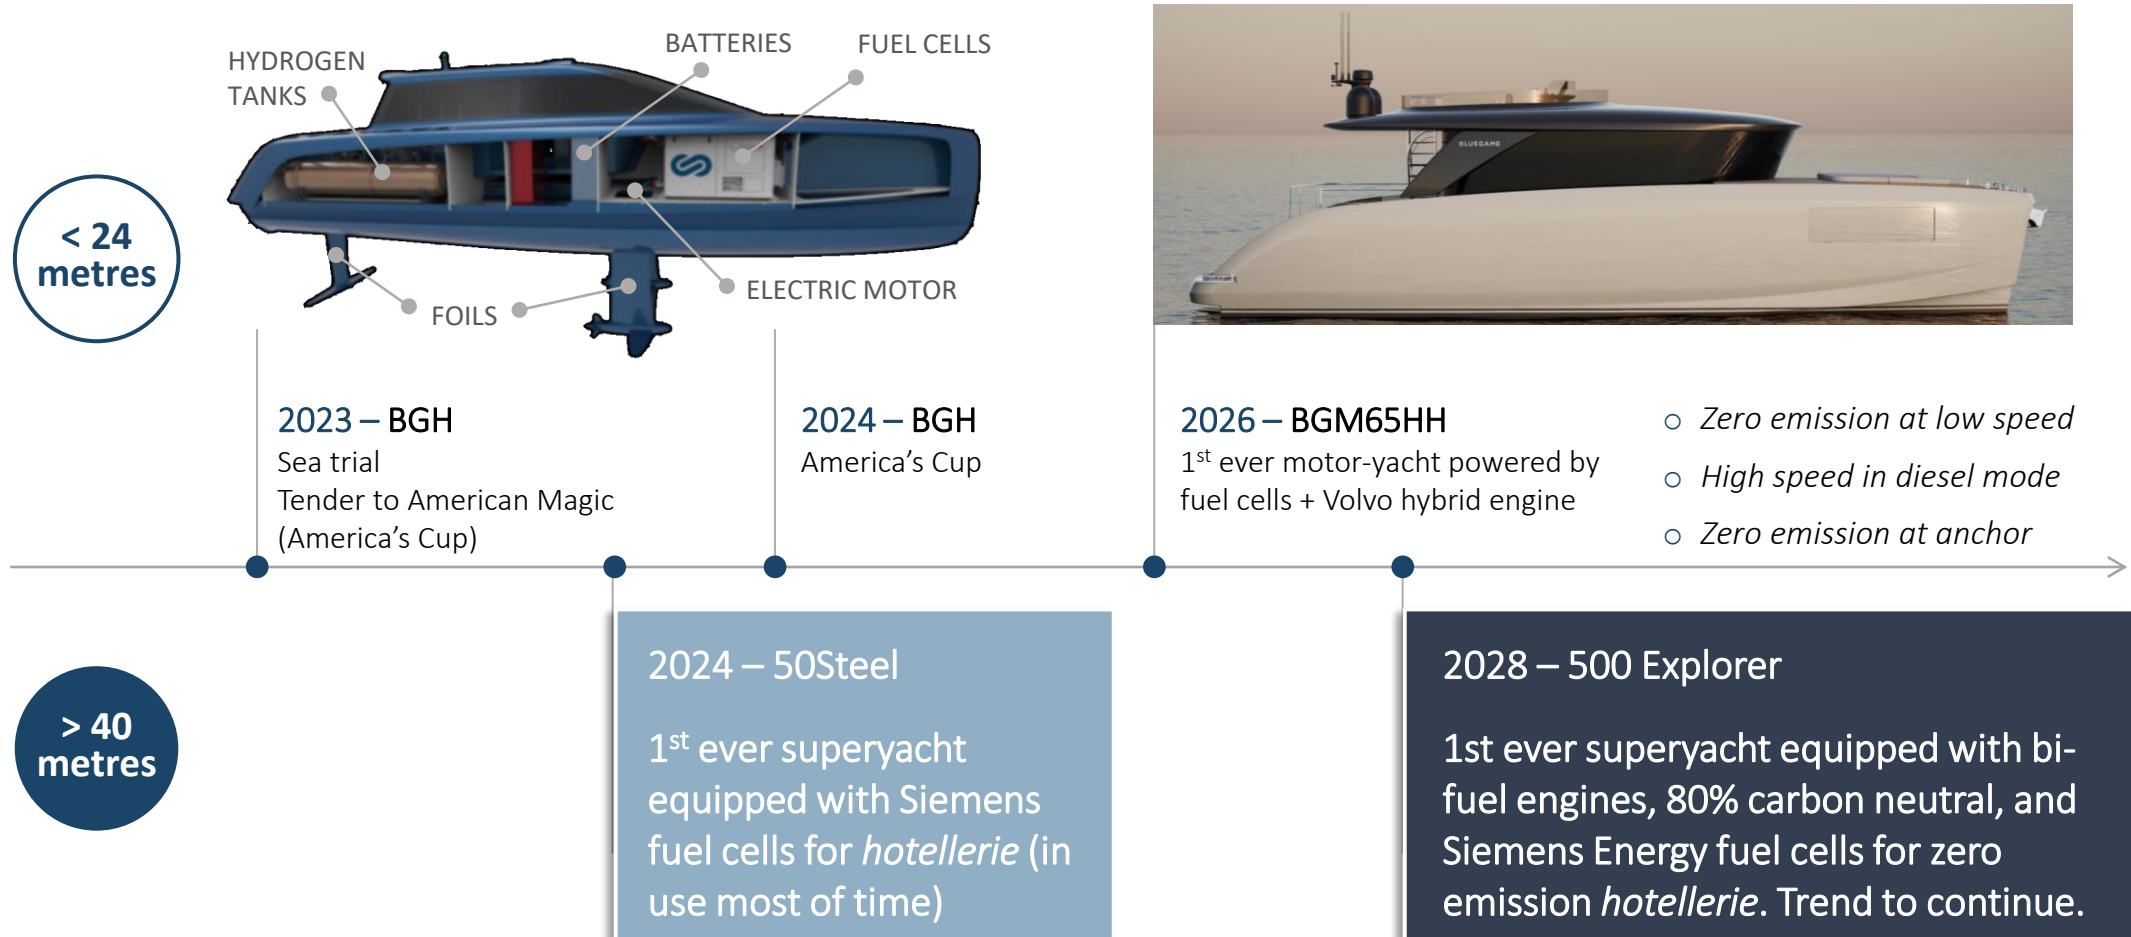 HYDROGEN
TANKS
BATTERIES
FUEL CELLS
FOILS
ELECTRIC MOTOR
BLUEGAME
< 24
metres
2023 – BGH
Sea trial
Tender to American Magic
(America’s Cup)
2024 – BGH
America’s Cup
2026 – BGM65HH
1st ever motor-yacht powered by
fuel cells + Volvo hybrid engine
Zero emission at low speed
High speed in diesel mode
Zero emission at anchor
> 40
metres
2024 – 50Steel
1st ever superyacht
equipped with Siemens
fuel cells for hotellerie (in
use most of time)
2028 – 500 Explorer
1st ever superyacht equipped with bi-
fuel engines, 80% carbon neutral, and
Siemens Energy fuel cells for zero
emission hotellerie. Trend to continue.